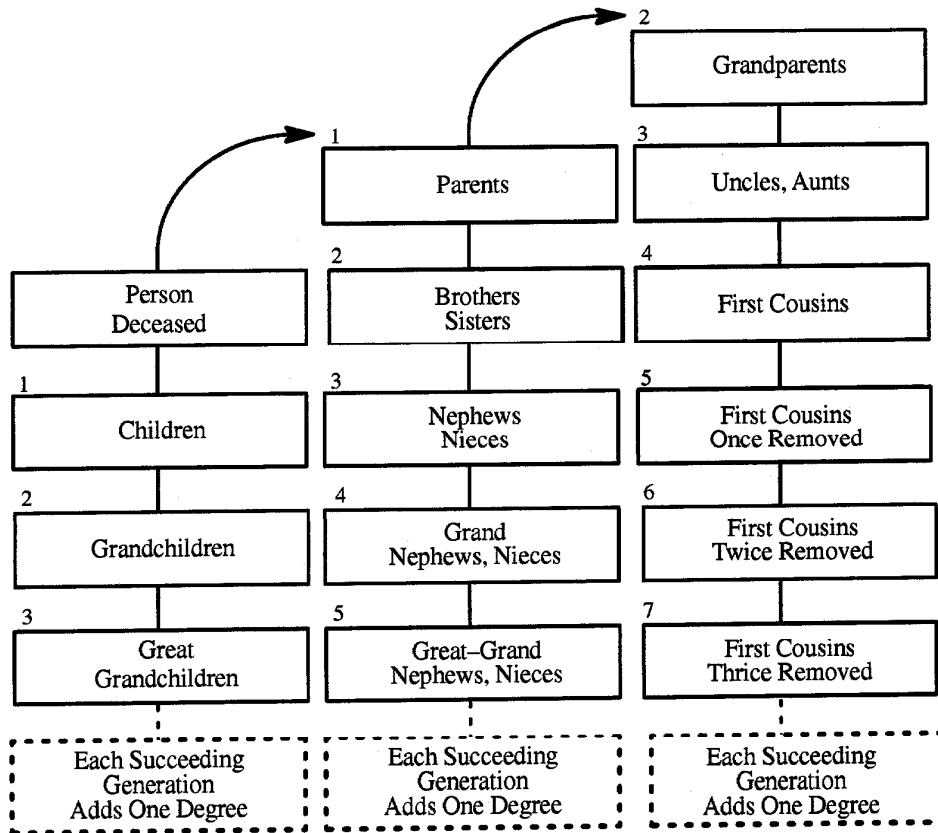 Person
Deceased
1
Children
2
Grandchildren
3
Great
Grandchildren
Each Succeeding
Generation
Adds One Degree
1
Parents
2
Brothers
Sisters
3
Nephews
Nieces
4
Grand
Nephews, Nieces
5
Great–Grand
Nephews, Nieces
Each Succeeding
Generation
Adds One Degree
2
Grandparents
3
Uncles, Aunts
4
First Cousins
5
First Cousins
Once Removed
6
First Cousins
Twice Removed
7
First Cousins
Thrice Removed
Each Succeeding
Generation
Adds One Degree